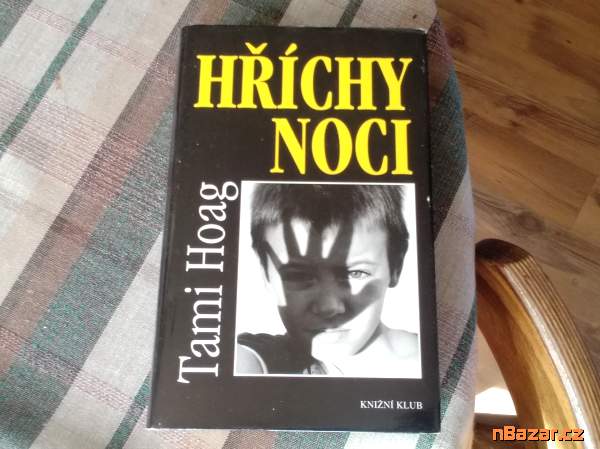 HŘÍCHY
NOCI
Tami Hoag
KNIŽNÍ KLUB
nBazar.cz